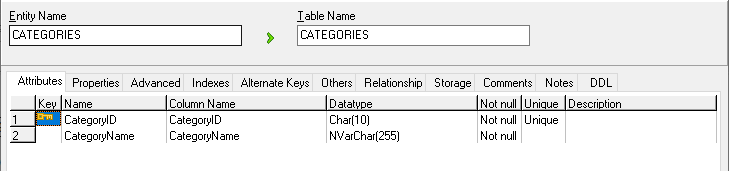 Entity Name Table Name
CATEGORIES CATEGORIES
Attributes Properties Advanced Indexes Alternate Keys Others Relationship Storage Comments Notes DDL
Key Name Column Name Datatype Not null Unique Description
1 CategoryID CategoryID Char(10) Not null Unique
2 CategoryName CategoryName NVarChar(255) Not null